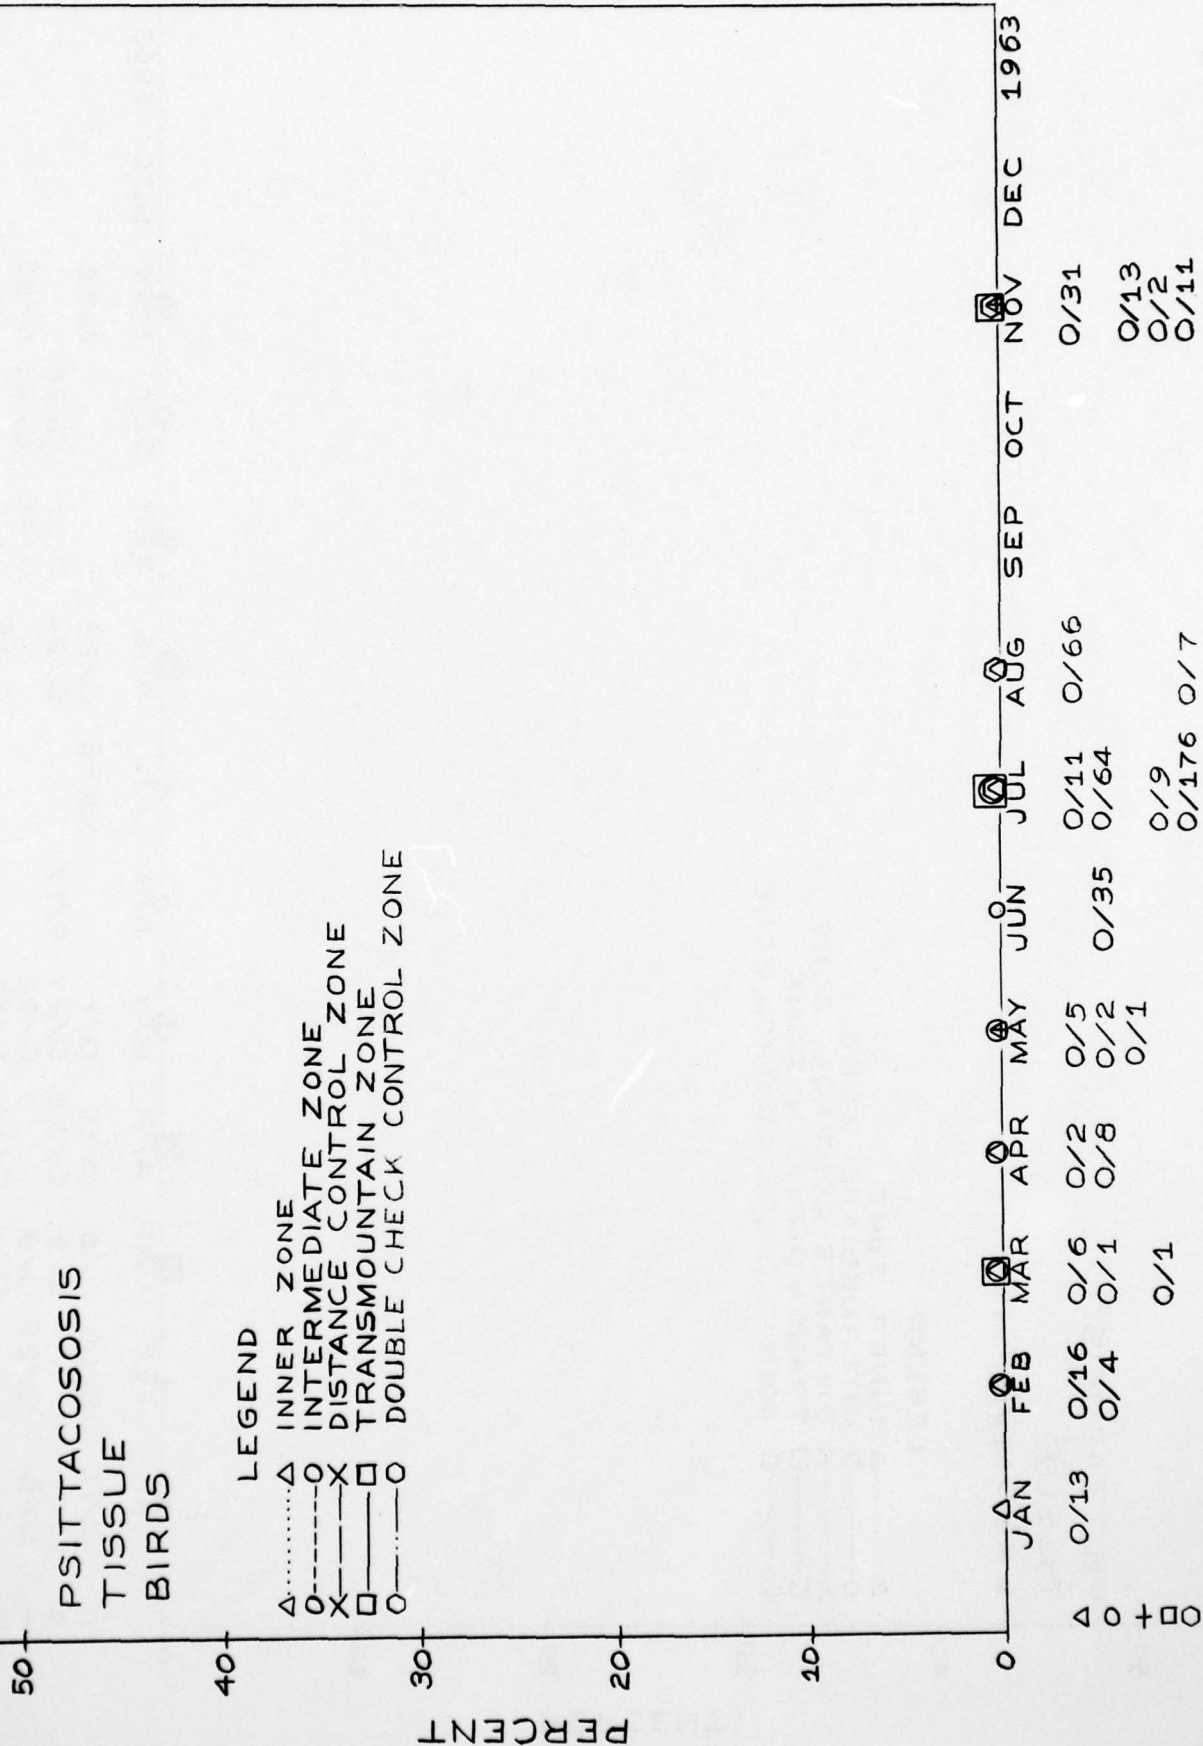 PSITTACOSOSIS
TISSUE
BIRDS
LEGEND
INNER ZONE
INTERMEDIATE ZONE
DISTANCE CONTROL ZONE
TRANSMOUNTAIN ZONE
DOUBLE CHECK CONTROL ZONE
PERCENT
50
40
30
20
10
0
JAN FEB MAR APR MAY JUN JUL AUG SEP OCT NOV DEC 1963
△ 0/13 0/16 0/6 0/2 0/5 0/11 0/66 0/31
○ 0/4 0/1 0/8 0/2 0/35 0/64
+ 0/1 0/13
□ 0/1 0/9 0/2
⬡ 0/176 0/7 0/11